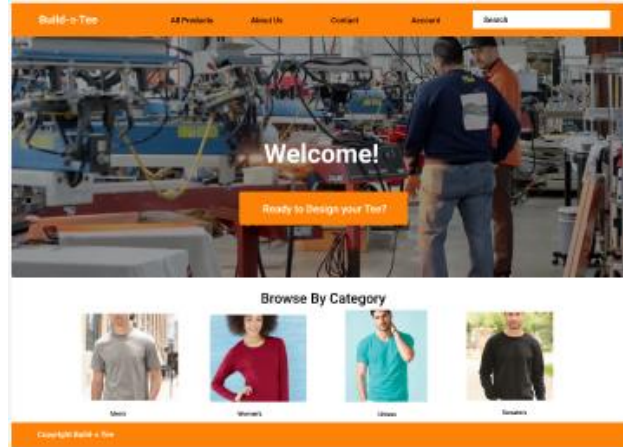 Build-a-Tee
All Products
About Us
Contact
Account
Search
Welcome!
Ready to Design your Tee?
Browse By Category
Men's
Women's
Unisex
Sweaters
Copyright Build-a-Tee